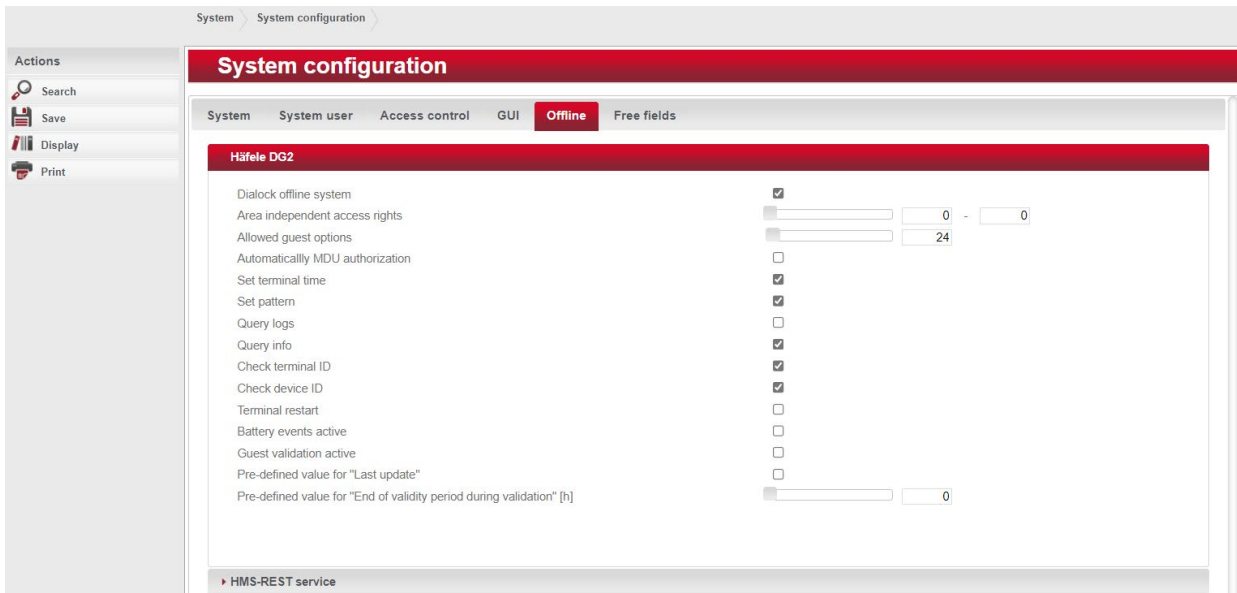 System System configuration
Actions
Search
Save
Display
Print
System configuration
System System user Access control GUI Offline Free fields
Häfele DG2
Dialock offline system
Area independent access rights 0 - 0
Allowed guest options 24
Automaticallly MDU authorization
Set terminal time
Set pattern
Query logs
Query info
Check terminal ID
Check device ID
Terminal restart
Battery events active
Guest validation active
Pre-defined value for "Last update"
Pre-defined value for "End of validity period during validation" [h] 0
HMS-REST service